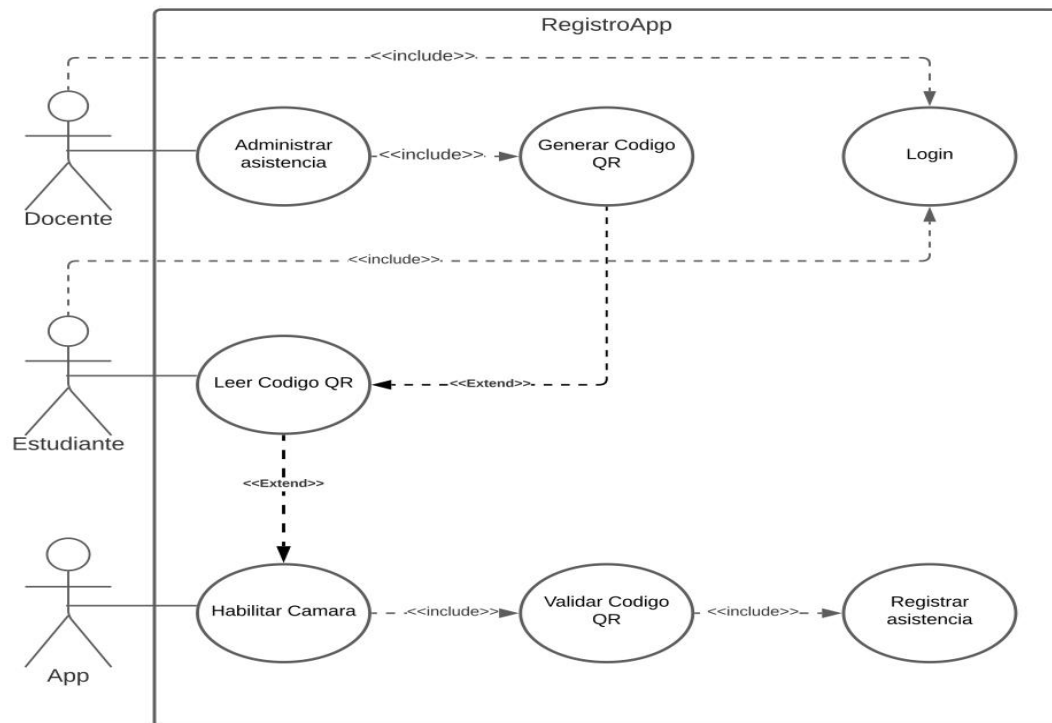 RegistroApp
<<include>>
Administrar
asistencia
<<include>>
Generar Codigo
QR
Login
Docente
<<include>>
Leer Codigo QR
<<Extend>>
Estudiante
<<Extend>>
Habilitar Camara
<<include>>
Validar Codigo
QR
<<include>>
Registrar
asistencia
App